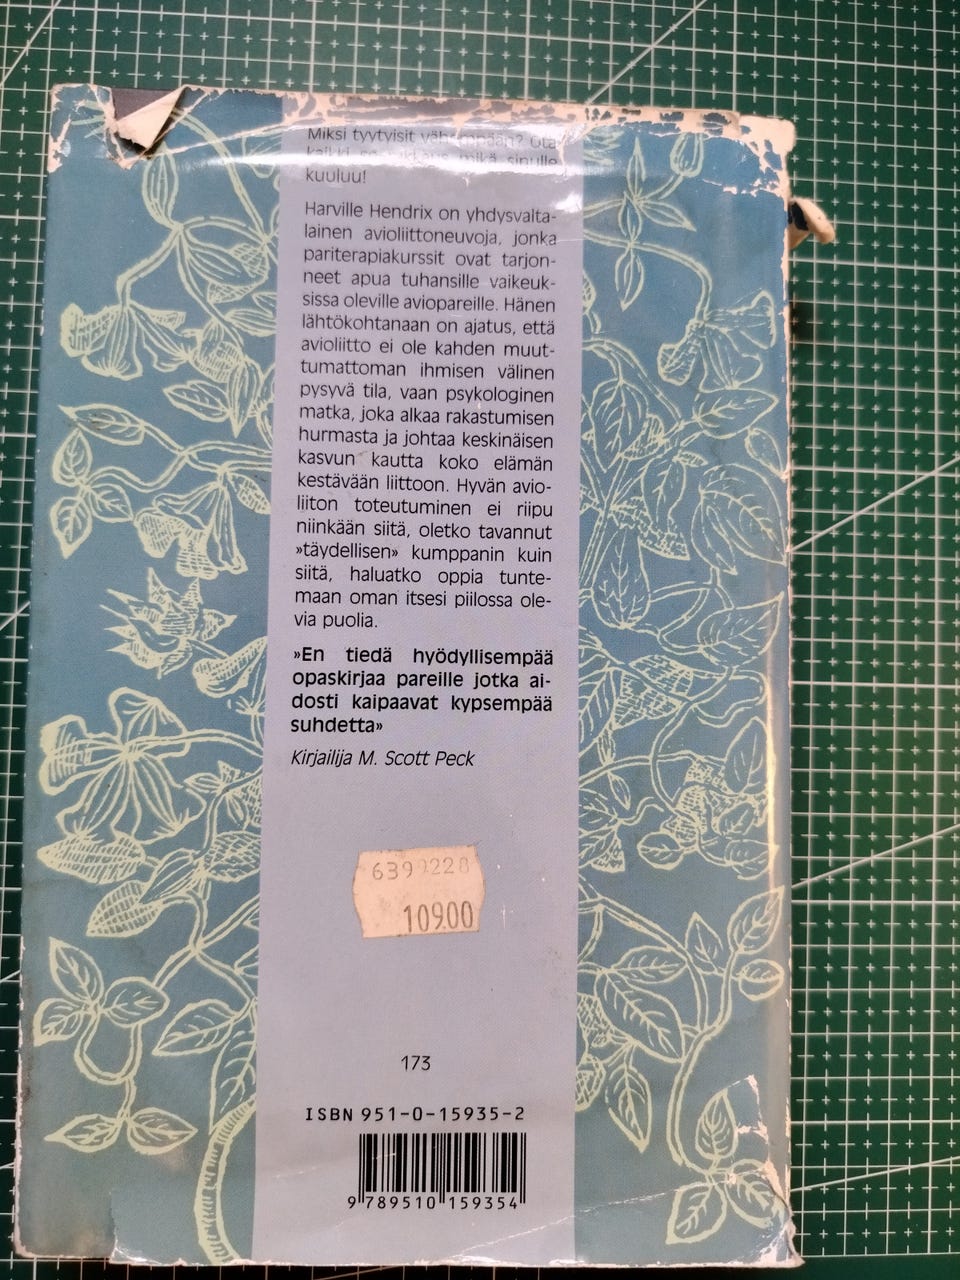 Miksi tyytyisit vähempään? Ota
kaikki se rakkaus mikä sinulle
kuuluu!
Harville Hendrix on yhdysvalta-
lainen avioliittoneuvoja, jonka
pariterapiakurssit ovat tarjon-
neet apua tuhansille vaikeuk-
sissa oleville aviopareille. Hänen
lähtökohtanaan on ajatus, että
avioliitto ei ole kahden muut-
tumattoman ihmisen välinen
pysyvä tila, vaan psykologinen
matka, joka alkaa rakastumisen
hurmasta ja johtaa keskinäisen
kasvun kautta koko elämän
kestävään liittoon. Hyvän avio-
liiton toteutuminen ei riipu
niinkään siitä, oletko tavannut
»täydellisen» kumppanin kuin
siitä, haluatko oppia tunte-
maan oman itsesi piilossa ole-
via puolia.
»En tiedä hyödyllisempää
opaskirjaa pareille jotka ai-
dosti kaipaavat kypsempää
suhdetta»
Kirjailija M. Scott Peck
109.00
173
ISBN 951-0-15935-2
9 789510 159354